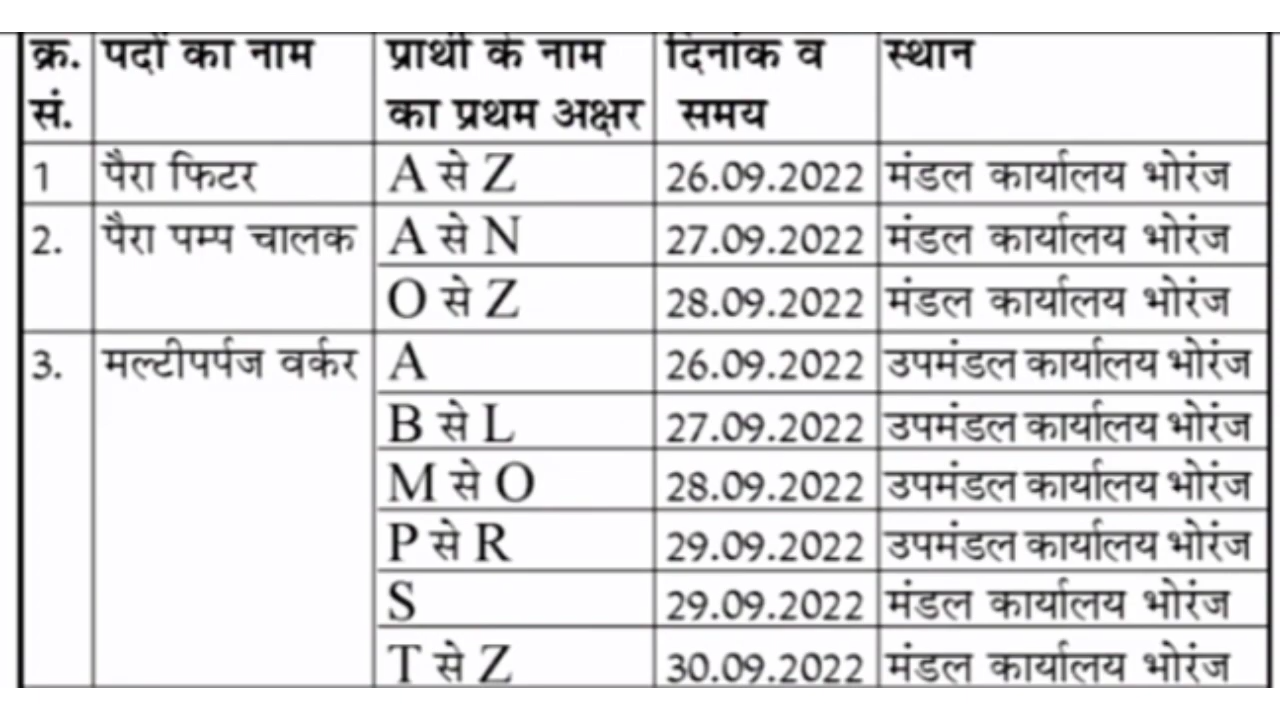 क्र. पदों का नाम प्रार्थी के नाम दिनांक व स्थान
सं. का प्रथम अक्षर समय
1 पैरा फिटर A से Z 26.09.2022 मंडल कार्यालय भोरंज
2. पैरा पम्प चालक A से N 27.09.2022 मंडल कार्यालय भोरंज
O से Z 28.09.2022 मंडल कार्यालय भोरंज
3. मल्टीपर्पज वर्कर A 26.09.2022 उपमंडल कार्यालय भोरंज
B से L 27.09.2022 उपमंडल कार्यालय भोरंज
M से O 28.09.2022 उपमंडल कार्यालय भोरंज
P से R 29.09.2022 उपमंडल कार्यालय भोरंज
S 29.09.2022 मंडल कार्यालय भोरंज
T से Z 30.09.2022 मंडल कार्यालय भोरंज